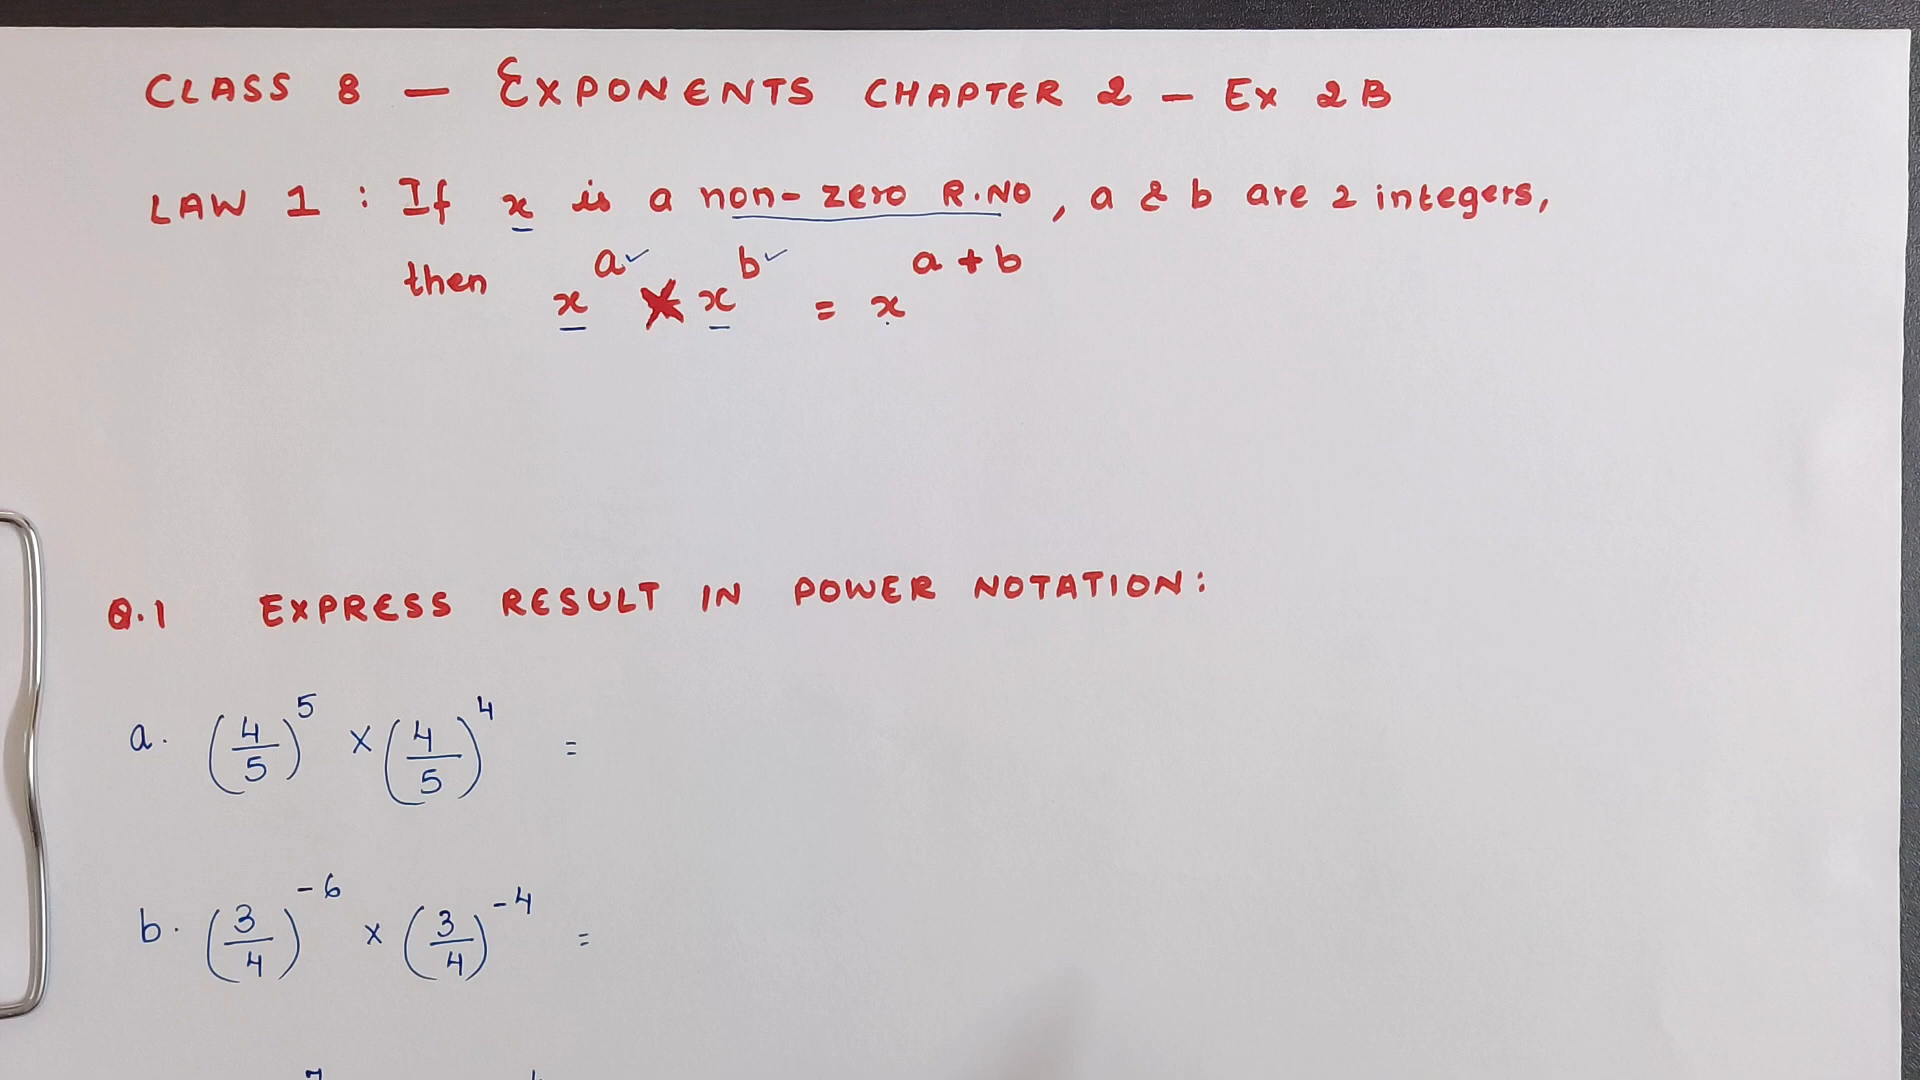 CLASS 8 — EXPONENTS CHAPTER 2 — Ex 2B
LAW 1 : If x is a non-zero R.NO, a & b are 2 integers,
then x^a × x^b = x^(a+b)
Q.1 EXPRESS RESULT IN POWER NOTATION:
a. (4/5)^5 × (4/5)^4 =
b. (3/4)^-6 × (3/4)^-4 =